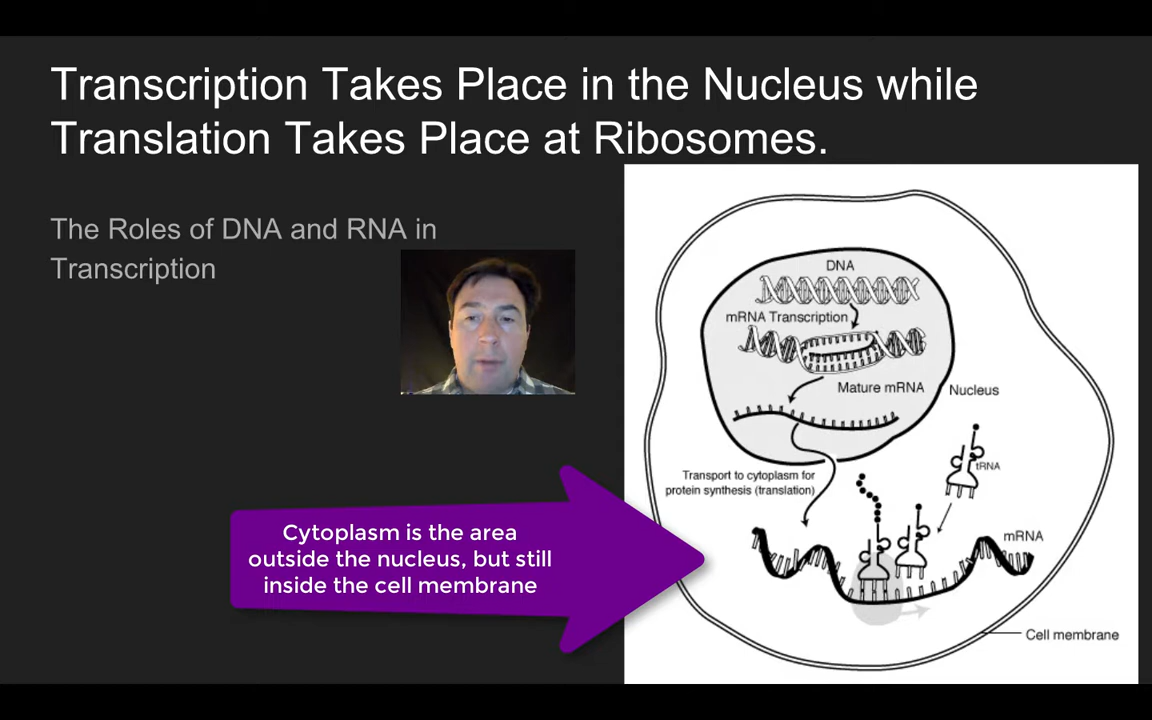 Transcription Takes Place in the Nucleus while
Translation Takes Place at Ribosomes.
The Roles of DNA and RNA in
Transcription
DNA
mRNA Transcription
Mature mRNA
Nucleus
tRNA
Transport to cytoplasm for
protein synthesis (translation)
mRNA
Cell membrane
Cytoplasm is the area
outside the nucleus, but still
inside the cell membrane